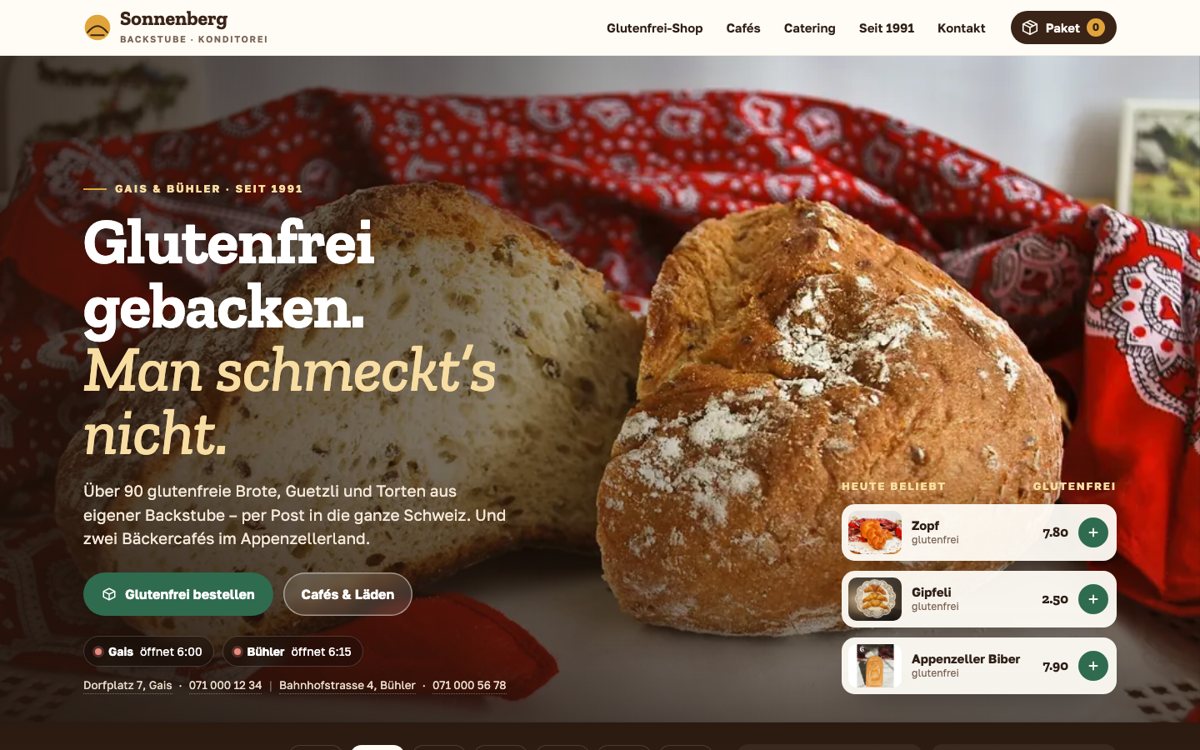 Sonnenberg
BACKSTUBE · KONDITOREI
Glutenfrei-Shop Cafés Catering Seit 1991 Kontakt Paket 0
GAIS & BÜHLER · SEIT 1991
Glutenfrei
gebacken.
Man schmeckt's
nicht.
Über 90 glutenfreie Brote, Guetzli und Torten aus
eigener Backstube – per Post in die ganze Schweiz. Und
zwei Bäckercafés im Appenzellerland.
Glutenfrei bestellen Cafés & Läden
Gais öffnet 6:00 Bühler öffnet 6:15
Dorfplatz 7, Gais · 071 000 12 34 | Bahnhofstrasse 4, Bühler · 071 000 56 78
HEUTE BELIEBT GLUTENFREI
Zopf
glutenfrei
7.80 +
Gipfeli
glutenfrei
2.50 +
Appenzeller Biber
glutenfrei
7.90 +